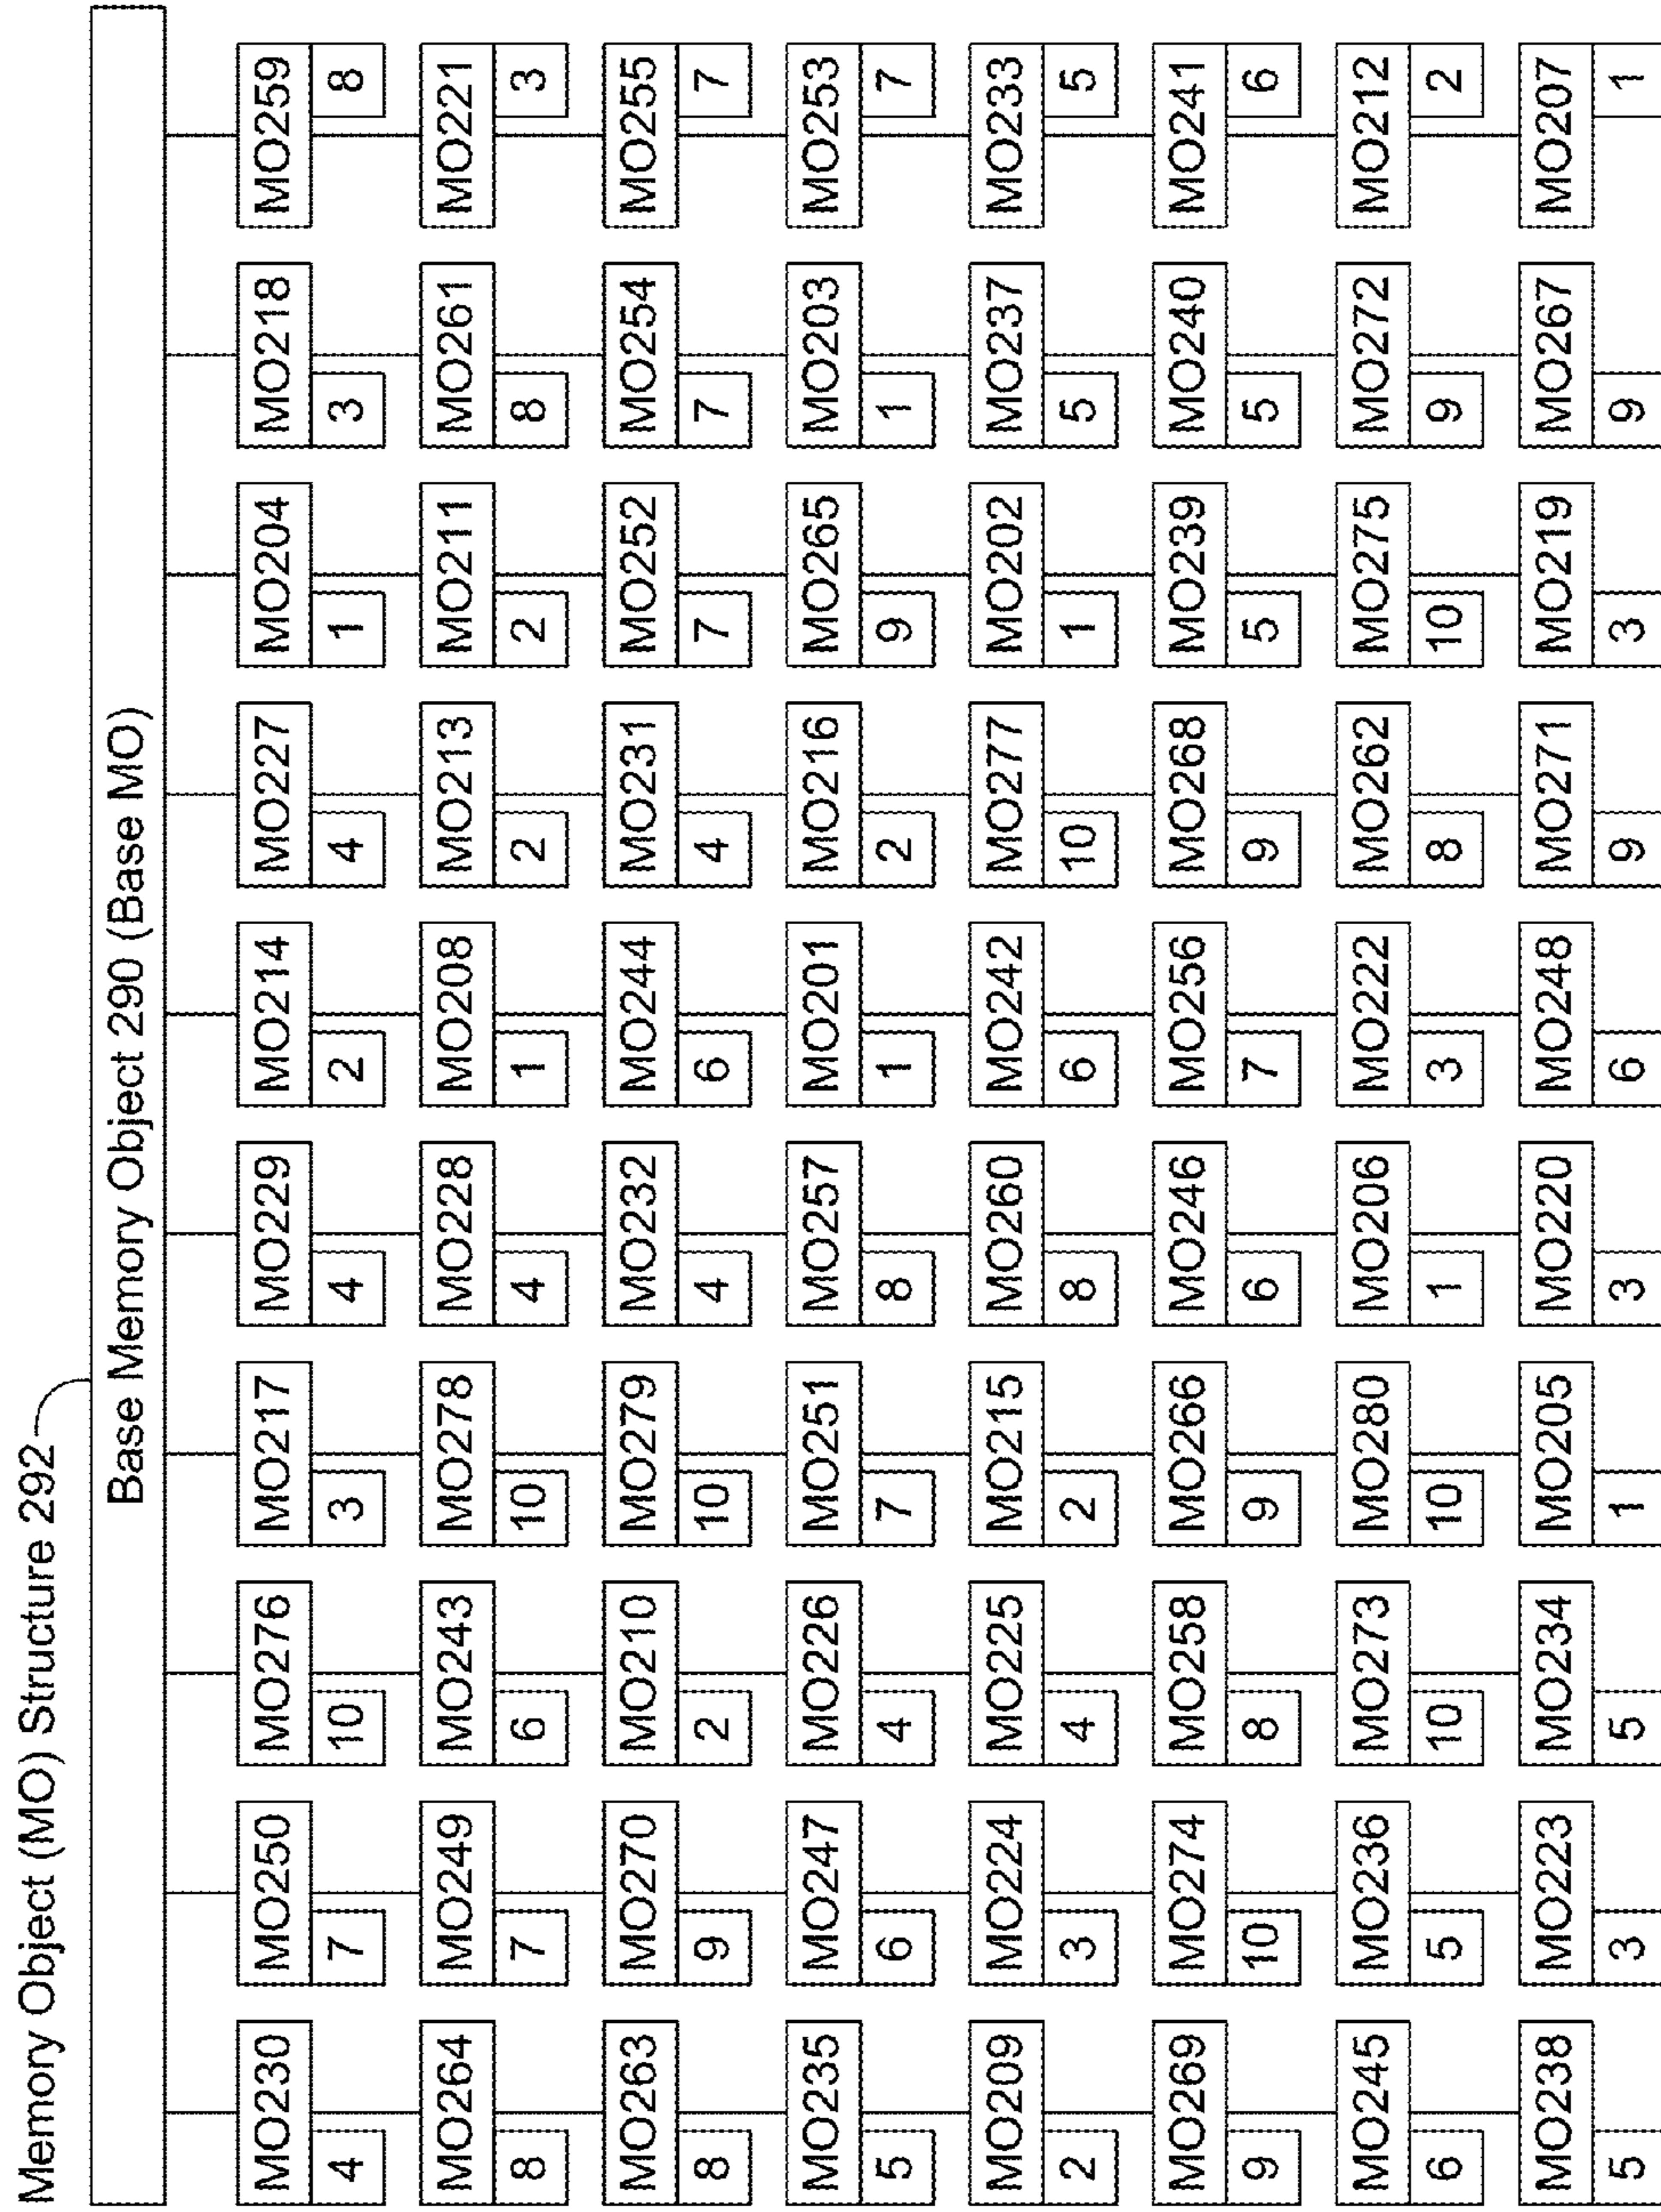 Memory Object (MO) Structure 292
Base Memory Object 290 (Base MO)
MO230 MO250 MO276 MO217 MO229 MO214 MO227 MO204 MO218 MO259
4 7 10 3 4 2 4 1 3 8
MO264 MO249 MO243 MO278 MO228 MO208 MO213 MO211 MO261 MO221
8 7 6 10 4 1 2 2 8 3
MO263 MO270 MO210 MO279 MO232 MO244 MO231 MO252 MO254 MO255
8 9 2 10 4 6 4 7 7 7
MO235 MO247 MO226 MO251 MO257 MO201 MO216 MO265 MO203 MO253
5 6 4 7 8 1 2 9 1 7
MO209 MO224 MO225 MO215 MO260 MO242 MO277 MO202 MO237 MO233
2 3 4 2 8 6 10 1 5 5
MO269 MO274 MO258 MO266 MO246 MO256 MO268 MO239 MO240 MO241
9 10 8 9 6 7 9 5 5 6
MO245 MO236 MO273 MO280 MO206 MO222 MO262 MO275 MO272 MO212
6 5 10 10 1 3 8 10 9 2
MO238 MO223 MO234 MO205 MO220 MO248 MO271 MO219 MO267 MO207
5 3 5 1 3 6 9 3 9 1